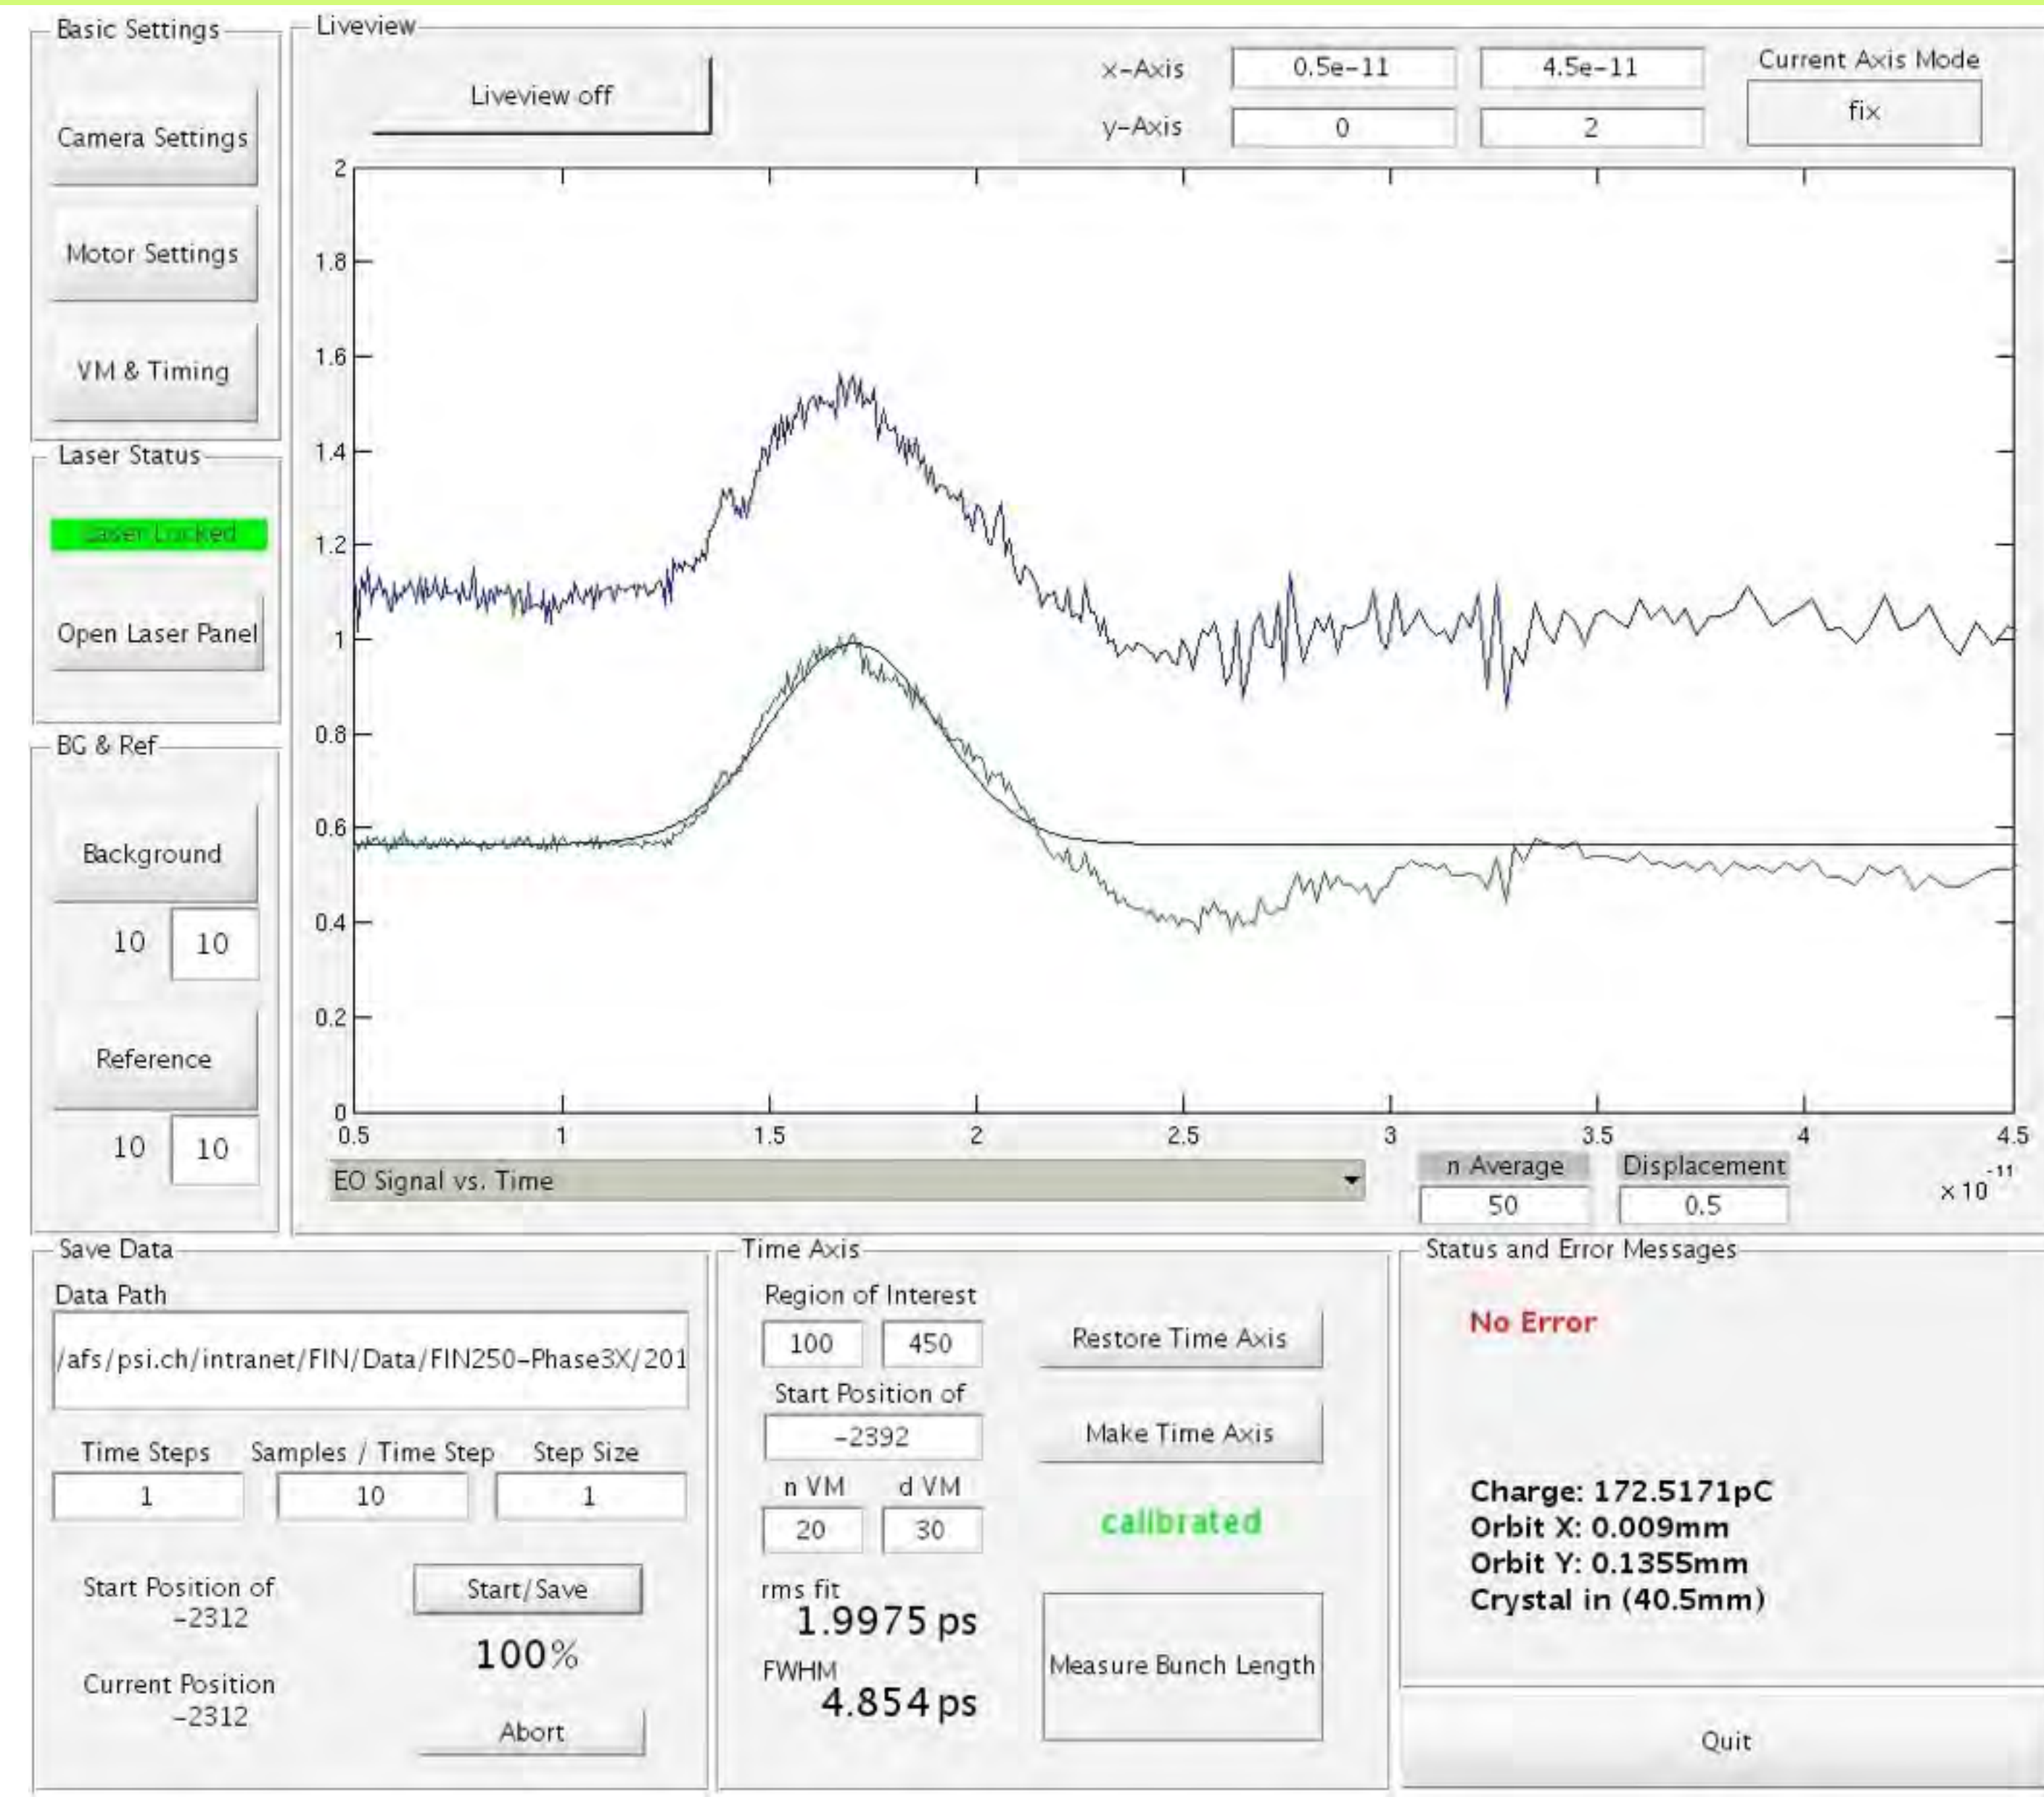 Basic Settings
Camera Settings
Motor Settings
VM & Timing
Laser Status
Laser Locked
Open Laser Panel
BG & Ref
Background
10 10
Reference
10 10
Liveview
Liveview off
x-Axis 0.5e-11 4.5e-11
y-Axis 0 2
Current Axis Mode
fix
2
1.8
1.6
1.4
1.2
1
0.8
0.6
0.4
0.2
0
0.5 1 1.5 2 2.5 3 3.5 4 4.5
× 10 -11
EO Signal vs. Time
n Average Displacement
50 0.5
Save Data
Data Path
/afs/psi.ch/intranet/FIN/Data/FIN250-Phase3X/201
Time Steps Samples / Time Step Step Size
1 10 1
Start Position of
-2312
Current Position
-2312
Start/Save
100%
Abort
Time Axis
Region of Interest
100 450
Start Position of
-2392
n VM d VM
20 30
rms fit
1.9975 ps
FWHM
4.854 ps
Restore Time Axis
Make Time Axis
calibrated
Measure Bunch Length
Status and Error Messages
No Error
Charge: 172.5171pC
Orbit X: 0.009mm
Orbit Y: 0.1355mm
Crystal in (40.5mm)
Quit